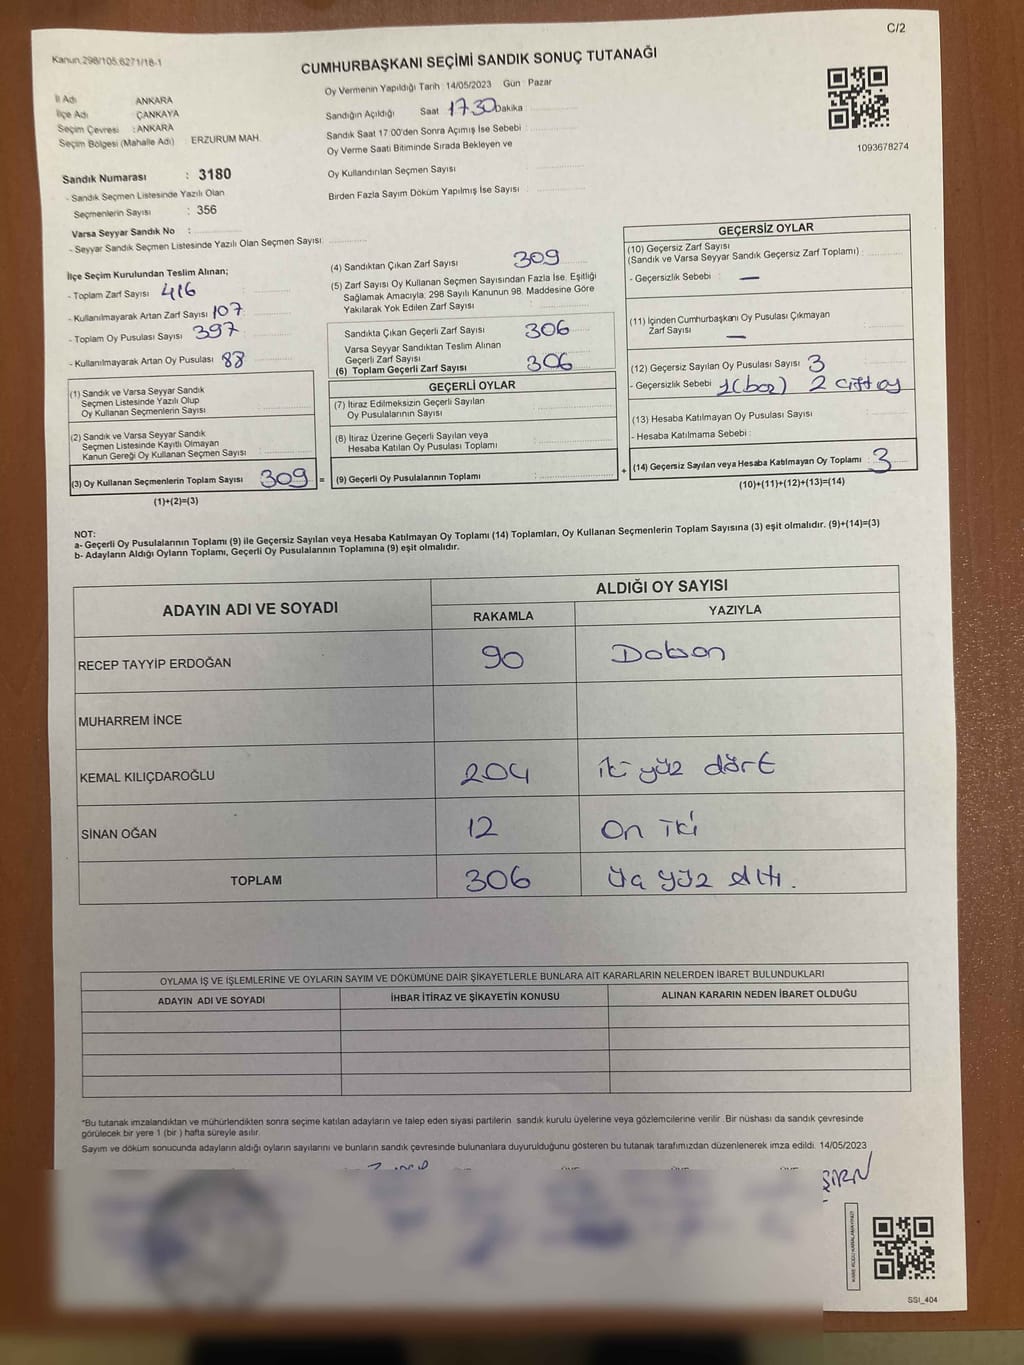 C/2
Kanun.298/105,6271/18-1
CUMHURBAŞKANI SEÇİMİ SANDIK SONUÇ TUTANAĞI
İl Adı ANKARA
İlçe Adı ÇANKAYA
Seçim Çevresi : ANKARA
Seçim Bölgesi (Mahalle Adı) ERZURUM MAH.
Sandık Numarası : 3180
- Sandık Seçmen Listesinde Yazılı Olan
Seçmenlerin Sayısı : 356
Varsa Seyyar Sandık No :
- Seyyar Sandık Seçmen Listesinde Yazılı Olan Seçmen Sayısı:
Oy Vermenin Yapıldığı Tarih : 14/05/2023 Gün : Pazar
Sandığın Açıldığı Saat 17.30 Dakika
Sandık Saat 17:00'den Sonra Açımış İse Sebebi :
Oy Verme Saati Bitiminde Sırada Bekleyen ve
Oy Kullandırılan Seçmen Sayısı
Birden Fazla Sayım Döküm Yapılmış İse Sayısı :
1093678274
İlçe Seçim Kurulundan Teslim Alınan;
- Toplam Zarf Sayısı 416
- Kullanılmayarak Artan Zarf Sayısı 107
- Toplam Oy Pusulası Sayısı 397
- Kullanılmayarak Artan Oy Pusulası 88
(1) Sandık ve Varsa Seyyar Sandık
Seçmen Listesinde Yazılı Olup
Oy Kullanan Seçmenlerin Sayısı :
(2) Sandık ve Varsa Seyyar Sandık
Seçmen Listesinde Kayıtlı Olmayan
Kanun Gereği Oy Kullanan Seçmen Sayısı :
(3) Oy Kullanan Seçmenlerin Toplam Sayısı 309 =
(1)+(2)=(3)
(4) Sandıktan Çıkan Zarf Sayısı 309
(5) Zarf Sayısı Oy Kullanan Seçmen Sayısından Fazla İse, Eşitliği
Sağlamak Amacıyla, 298 Sayılı Kanunun 98. Maddesine Göre
Yakılarak Yok Edilen Zarf Sayısı
Sandıkta Çıkan Geçerli Zarf Sayısı 306
Varsa Seyyar Sandıktan Teslim Alınan
Geçerli Zarf Sayısı
(6) Toplam Geçerli Zarf Sayısı 306
GEÇERLİ OYLAR
(7) İtiraz Edilmeksizin Geçerli Sayılan
Oy Pusulalarının Sayısı
(8) İtiraz Üzerine Geçerli Sayılan veya
Hesaba Katılan Oy Pusulası Toplamı
(9) Geçerli Oy Pusulalarının Toplamı : +
GEÇERSİZ OYLAR
(10) Geçersiz Zarf Sayısı
(Sandık ve Varsa Seyyar Sandık Geçersiz Zarf Toplamı) :
- Geçersizlik Sebebi : —
(11) İçinden Cumhurbaşkanı Oy Pusulası Çıkmayan
Zarf Sayısı —
(12) Geçersiz Sayılan Oy Pusulası Sayısı 3
- Geçersizlik Sebebi 1(boş) 2 çift oy
(13) Hesaba Katılmayan Oy Pusulası Sayısı
- Hesaba Katılmama Sebebi :
(14) Geçersiz Sayılan veya Hesaba Katılmayan Oy Toplamı : 3
(10)+(11)+(12)+(13)=(14)
NOT:
a- Geçerli Oy Pusulalarının Toplamı (9) ile Geçersiz Sayılan veya Hesaba Katılmayan Oy Toplamı (14) Toplamları, Oy Kullanan Seçmenlerin Toplam Sayısına (3) eşit olmalıdır. (9)+(14)=(3)
b- Adayların Aldığı Oyların Toplamı, Geçerli Oy Pusulalarının Toplamına (9) eşit olmalıdır.
ADAYIN ADI VE SOYADI
ALDIĞI OY SAYISI
RAKAMLA YAZIYLA
RECEP TAYYİP ERDOĞAN 90 Doksan
MUHARREM İNCE
KEMAL KILIÇDAROĞLU 204 iki yüz dört
SİNAN OĞAN 12 On iki
TOPLAM 306 üç yüz altı.
OYLAMA İŞ VE İŞLEMLERİNE VE OYLARIN SAYIM VE DÖKÜMÜNE DAİR ŞİKAYETLERLE BUNLARA AİT KARARLARIN NELERDEN İBARET BULUNDUKLARI
ADAYIN ADI VE SOYADI İHBAR İTİRAZ VE ŞİKAYETİN KONUSU ALINAN KARARIN NEDEN İBARET OLDUĞU
*Bu tutanak imzalandıktan ve mühürlendikten sonra seçime katılan adayların ve talep eden siyasi partilerin sandık kurulu üyelerine veya gözlemcilerine verilir. Bir nüshası da sandık çevresinde
görülecek bir yere 1 (bir) hafta süreyle asılır.
Sayım ve döküm sonucunda adayların aldığı oyların sayılarını ve bunların sandık çevresinde bulunanlara duyurulduğunu gösteren bu tutanak tarafımızdan düzenlenerek imza edildi. 14/05/2023
SSİ_404